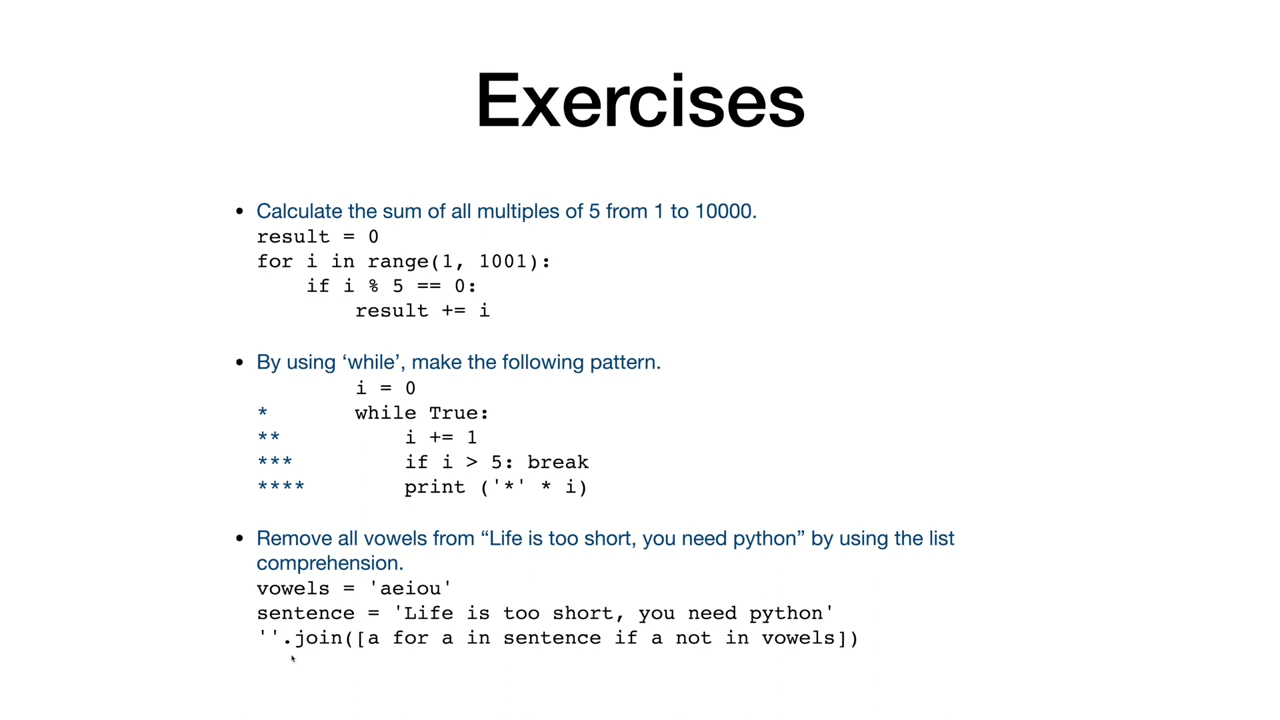 Exercises
• Calculate the sum of all multiples of 5 from 1 to 10000.
result = 0
for i in range(1, 1001):
    if i % 5 == 0:
        result += i
• By using ‘while’, make the following pattern.
        i = 0
*       while True:
**          i += 1
***         if i > 5: break
****        print ('*' * i)
• Remove all vowels from “Life is too short, you need python” by using the list
comprehension.
vowels = 'aeiou'
sentence = 'Life is too short, you need python'
''.join([a for a in sentence if a not in vowels])